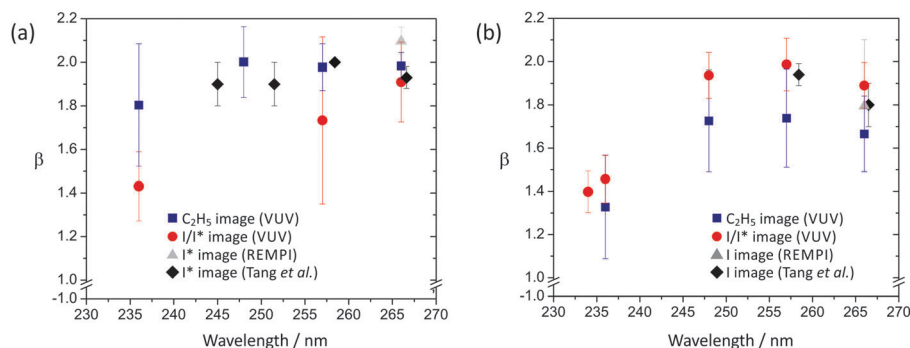 (a)
2.2
2.0
1.8
β
1.6
1.4
1.2
1.0
-1.0
230 235 240 245 250 255 260 265 270
Wavelength / nm
C₂H₅ image (VUV)
I/I* image (VUV)
I* image (REMPI)
I* image (Tang et al.)
(b)
2.2
2.0
1.8
β
1.6
1.4
1.2
1.0
-1.0
230 235 240 245 250 255 260 265 270
Wavelength / nm
C₂H₅ image (VUV)
I/I* image (VUV)
I image (REMPI)
I image (Tang et al.)